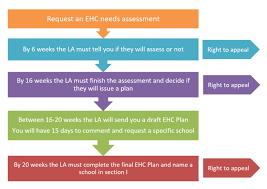 Request an EHC needs assessment
By 6 weeks the LA must tell you if they will assess or not
Right to appeal
By 16 weeks the LA must finish the assessment and decide if
they will issue a plan
Right to appeal
Between 16-20 weeks the LA will send you a draft EHC Plan
You will have 15 days to comment and request a specific school
By 20 weeks the LA must complete the final EHC Plan and name a
school in section I
Right to appeal